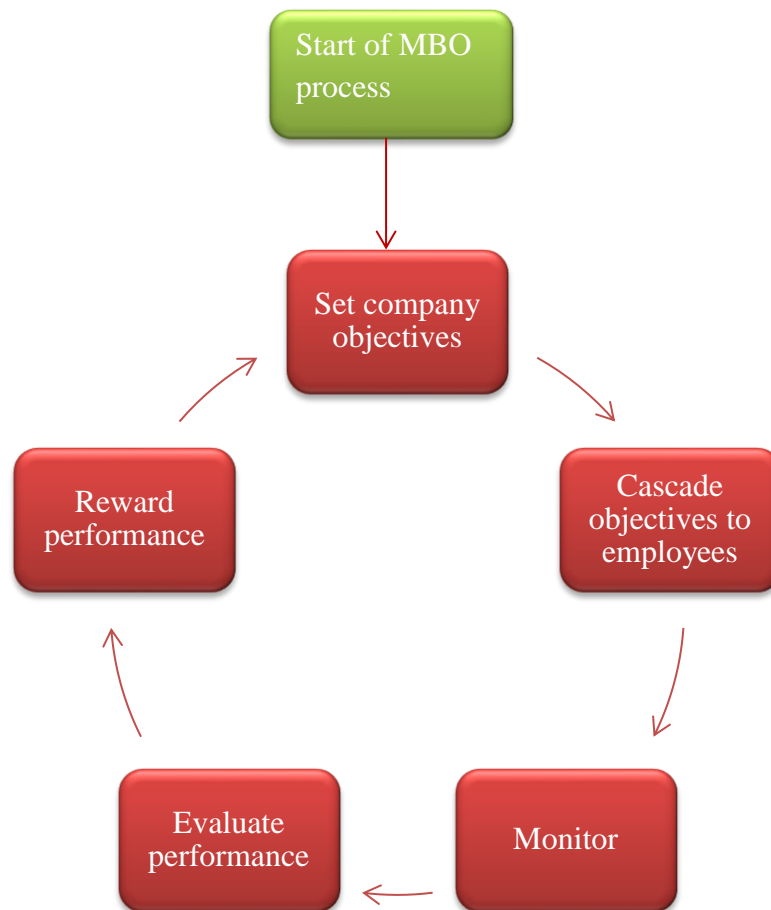 Start of MBO
process
Set company
objectives
Cascade
objectives to
employees
Monitor
Evaluate
performance
Reward
performance